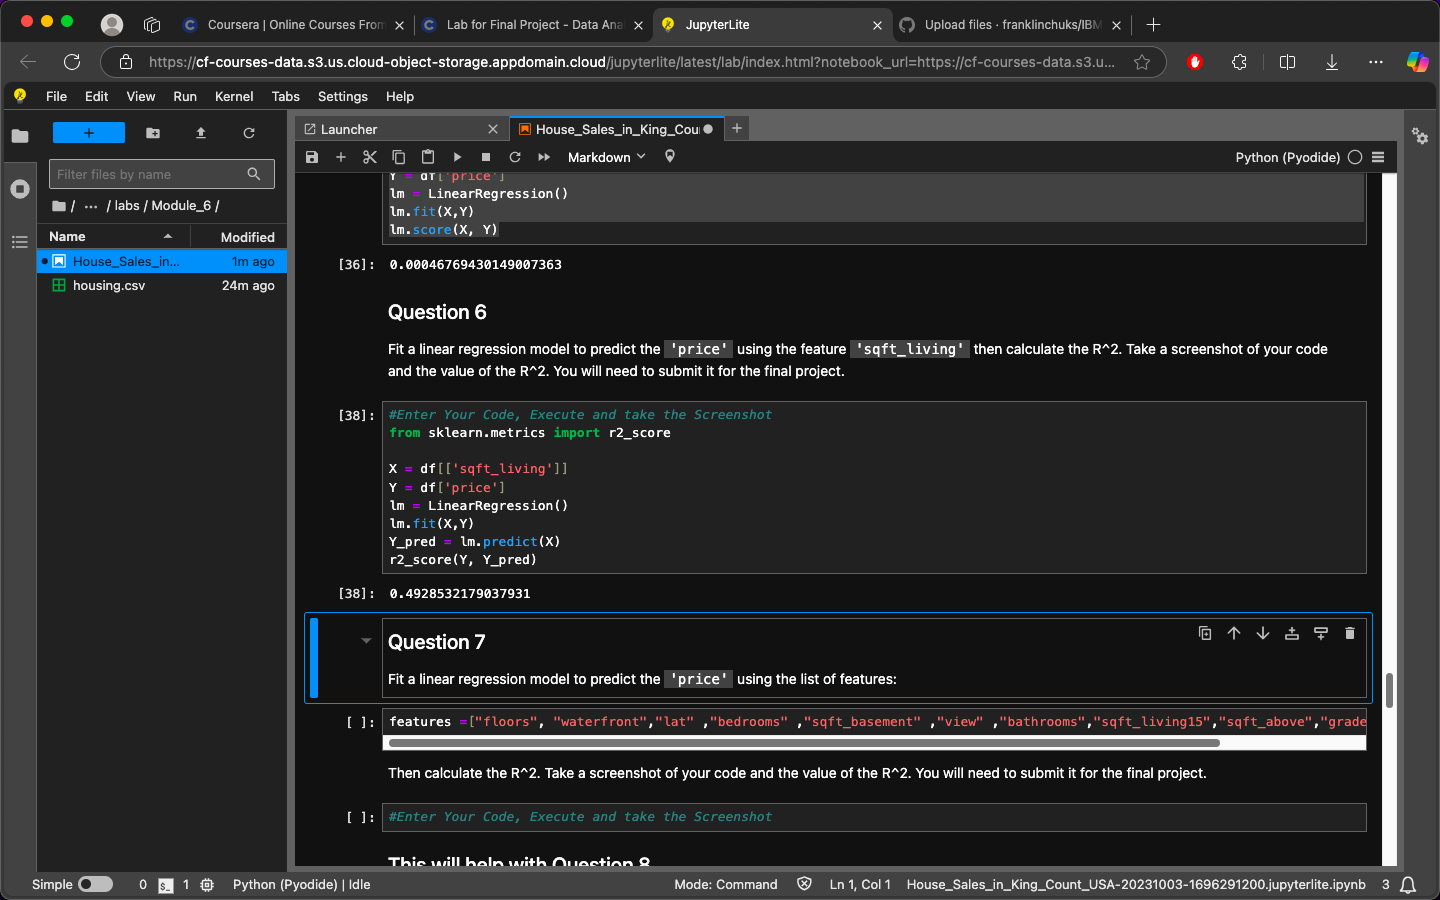 Coursera | Online Courses From
Lab for Final Project - Data Ana
JupyterLite
Upload files · franklinchuks/IBM
https://cf-courses-data.s3.us.cloud-object-storage.appdomain.cloud/jupyterlite/latest/lab/index.html?notebook_url=https://cf-courses-data.s3.u...
File Edit View Run Kernel Tabs Settings Help
Filter files by name
/ ... / labs / Module_6 /
Name Modified
House_Sales_in... 1m ago
housing.csv 24m ago
Launcher
House_Sales_in_King_Cou
Markdown
Python (Pyodide)
Y = df['price']
lm = LinearRegression()
lm.fit(X,Y)
lm.score(X, Y)
[36]: 0.00046769430149007363
Question 6
Fit a linear regression model to predict the 'price' using the feature 'sqft_living' then calculate the R^2. Take a screenshot of your code
and the value of the R^2. You will need to submit it for the final project.
[38]: #Enter Your Code, Execute and take the Screenshot
from sklearn.metrics import r2_score
X = df[['sqft_living']]
Y = df['price']
lm = LinearRegression()
lm.fit(X,Y)
Y_pred = lm.predict(X)
r2_score(Y, Y_pred)
[38]: 0.4928532179037931
Question 7
Fit a linear regression model to predict the 'price' using the list of features:
[ ]: features =["floors", "waterfront","lat" ,"bedrooms" ,"sqft_basement" ,"view" ,"bathrooms","sqft_living15","sqft_above","grade
Then calculate the R^2. Take a screenshot of your code and the value of the R^2. You will need to submit it for the final project.
[ ]: #Enter Your Code, Execute and take the Screenshot
This will help with Question 8
Simple 0 $_ 1 Python (Pyodide) | Idle Mode: Command Ln 1, Col 1 House_Sales_in_King_Count_USA-20231003-1696291200.jupyterlite.ipynb 3